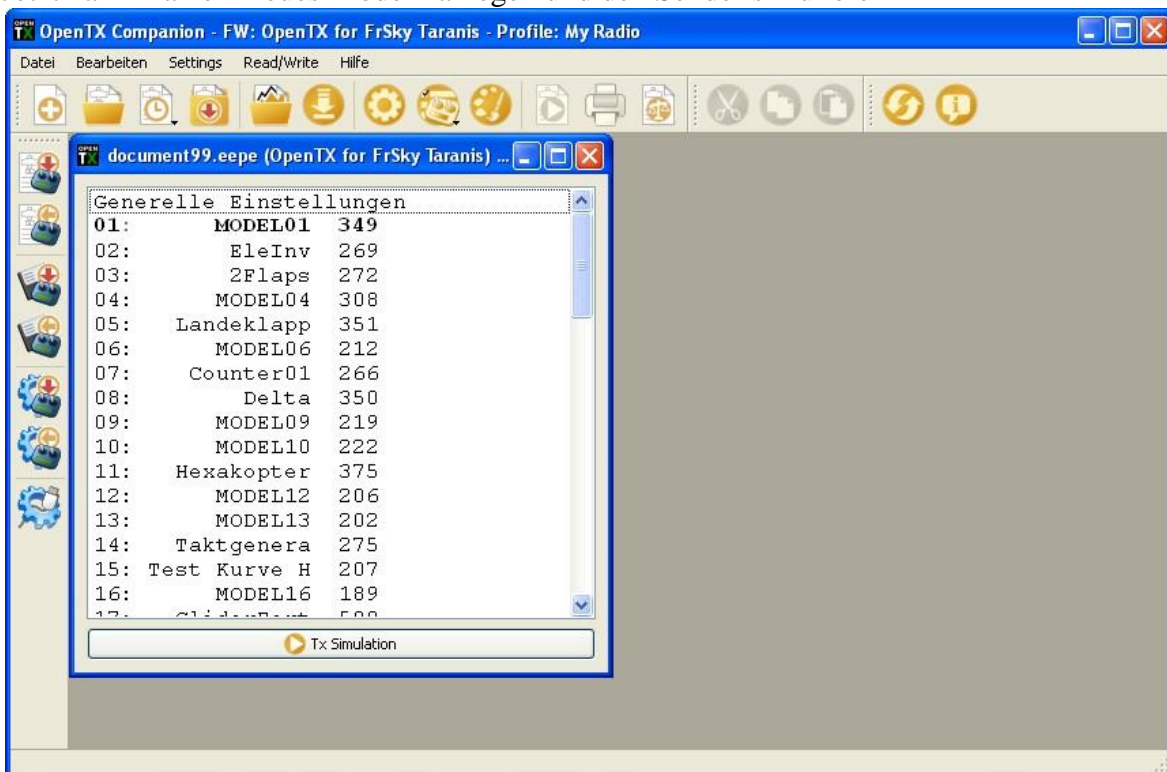 OpenTX Companion - FW: OpenTX for FrSky Taranis - Profile: My Radio
Datei Bearbeiten Settings Read/Write Hilfe
document99.eepe (OpenTX for FrSky Taranis) ...
Generelle Einstellungen
01: MODEL01 349
02: EleInv 269
03: 2Flaps 272
04: MODEL04 308
05: Landeklapp 351
06: MODEL06 212
07: Counter01 266
08: Delta 350
09: MODEL09 219
10: MODEL10 222
11: Hexakopter 375
12: MODEL12 206
13: MODEL13 202
14: Taktgenera 275
15: Test Kurve H 207
16: MODEL16 189
Tx Simulation